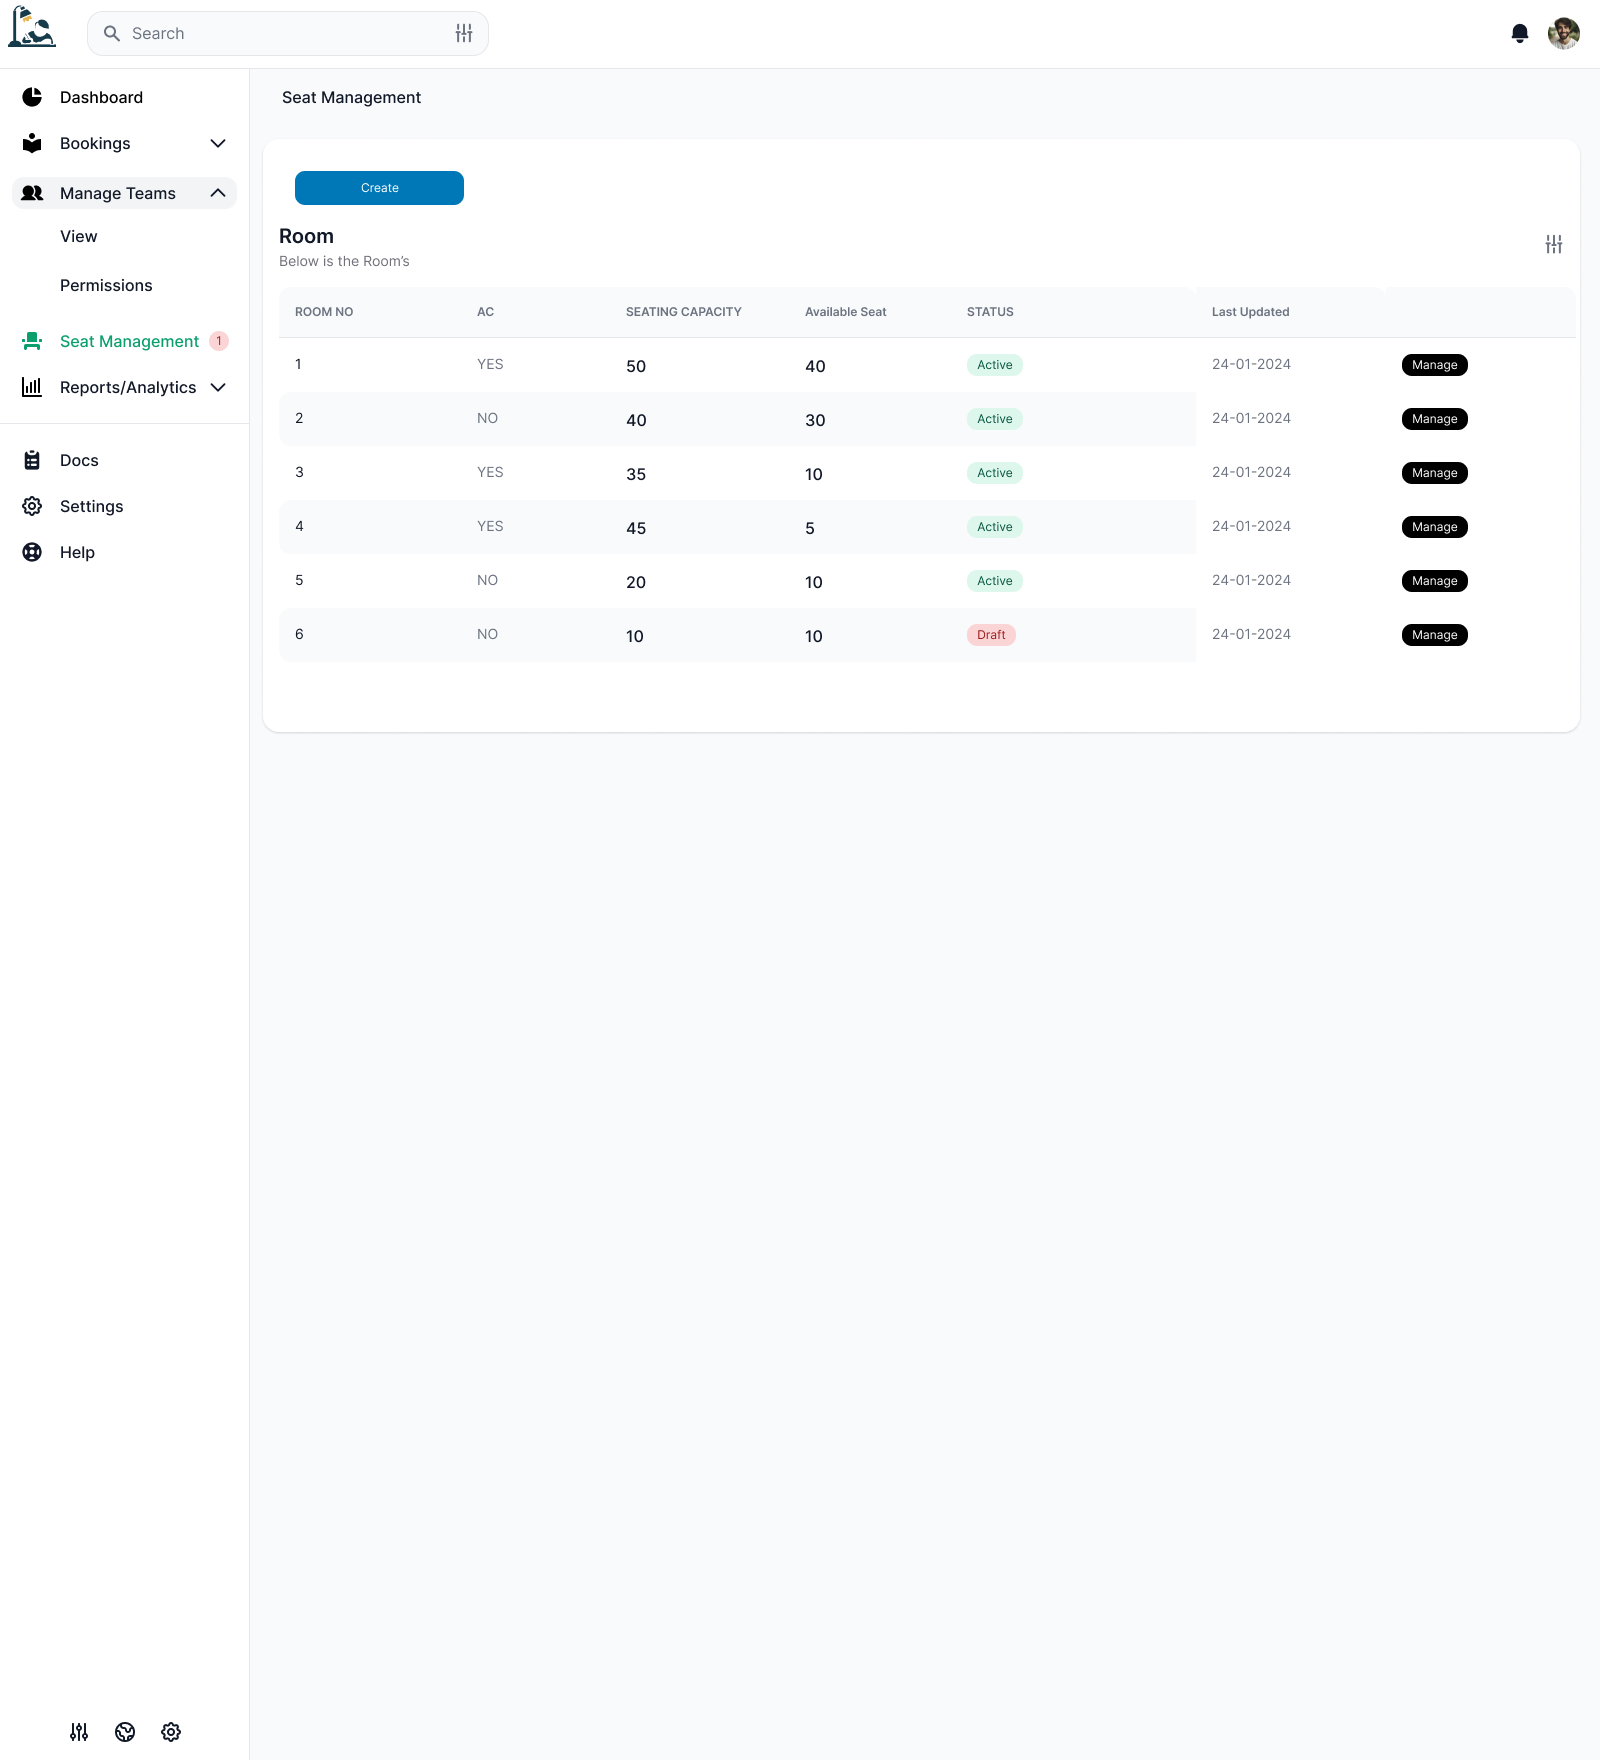 Search
Dashboard
Bookings
Manage Teams
View
Permissions
Seat Management 1
Reports/Analytics
Docs
Settings
Help
Seat Management
Create
Room
Below is the Room’s
ROOM NO AC SEATING CAPACITY Available Seat STATUS Last Updated
1 YES 50 40 Active 24-01-2024 Manage
2 NO 40 30 Active 24-01-2024 Manage
3 YES 35 10 Active 24-01-2024 Manage
4 YES 45 5 Active 24-01-2024 Manage
5 NO 20 10 Active 24-01-2024 Manage
6 NO 10 10 Draft 24-01-2024 Manage